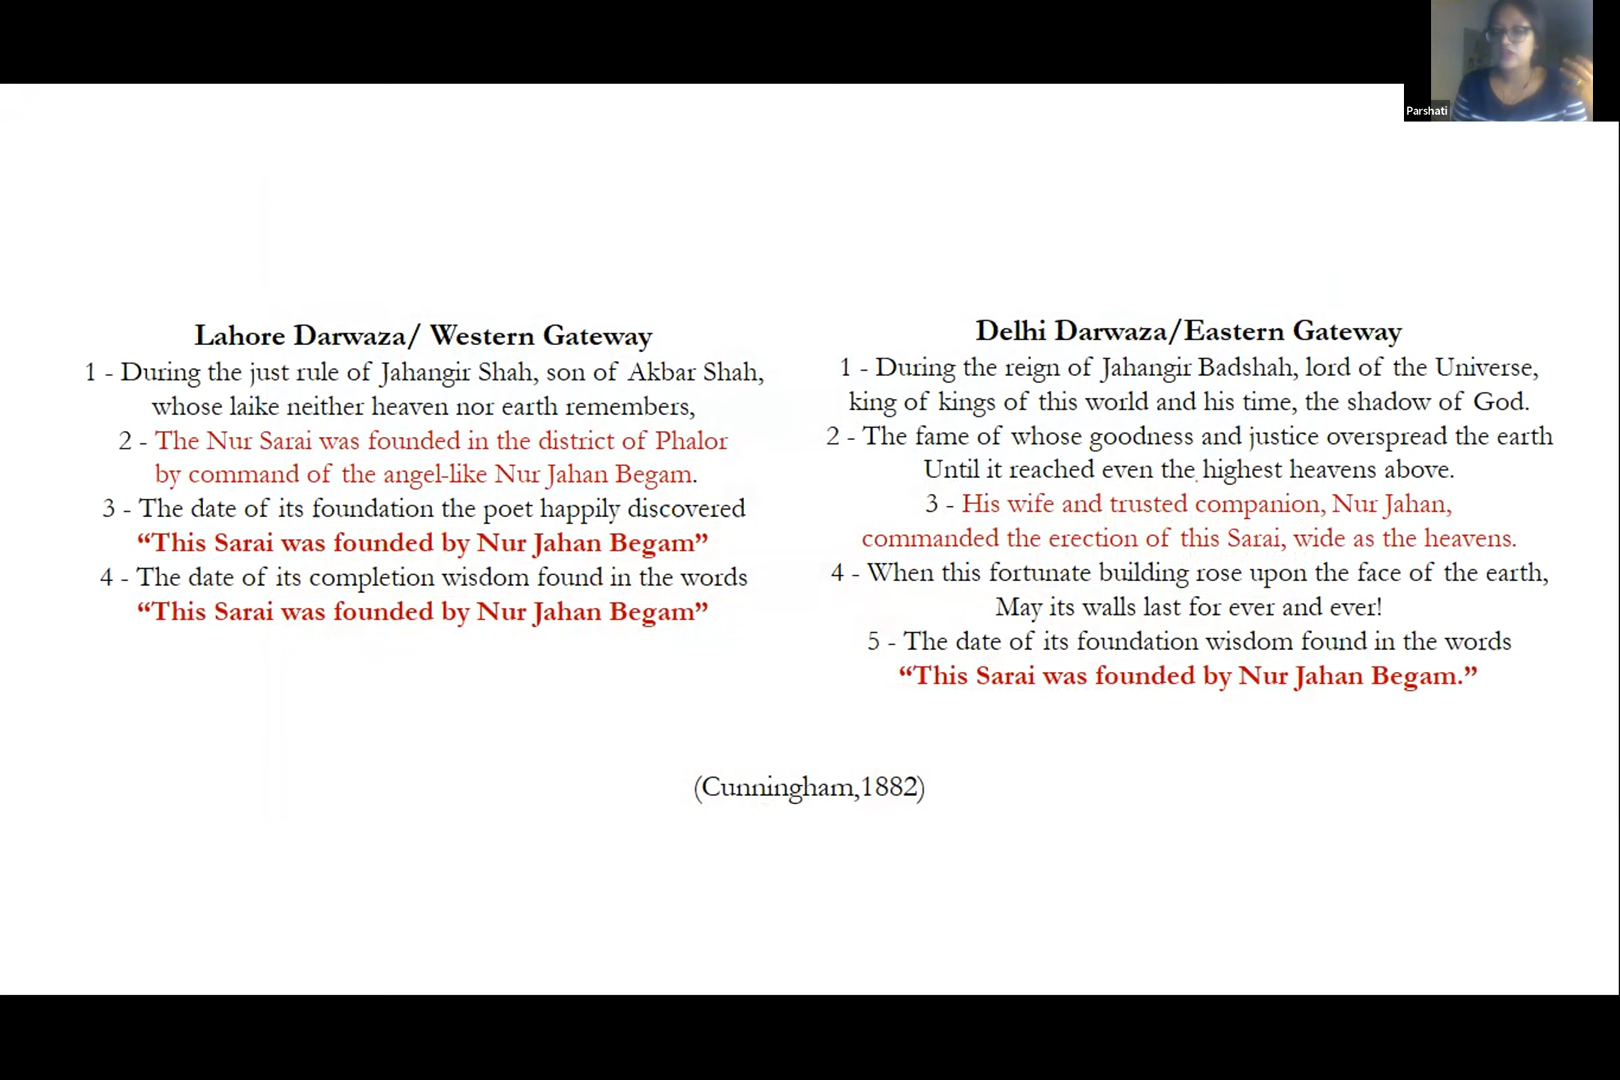 Parshati
Lahore Darwaza/ Western Gateway
1 - During the just rule of Jahangir Shah, son of Akbar Shah,
whose laike neither heaven nor earth remembers,
2 - The Nur Sarai was founded in the district of Phalor
by command of the angel-like Nur Jahan Begam.
3 - The date of its foundation the poet happily discovered
“This Sarai was founded by Nur Jahan Begam”
4 - The date of its completion wisdom found in the words
“This Sarai was founded by Nur Jahan Begam”
Delhi Darwaza/Eastern Gateway
1 - During the reign of Jahangir Badshah, lord of the Universe,
king of kings of this world and his time, the shadow of God.
2 - The fame of whose goodness and justice overspread the earth
Until it reached even the highest heavens above.
3 - His wife and trusted companion, Nur Jahan,
commanded the erection of this Sarai, wide as the heavens.
4 - When this fortunate building rose upon the face of the earth,
May its walls last for ever and ever!
5 - The date of its foundation wisdom found in the words
“This Sarai was founded by Nur Jahan Begam.”
(Cunningham,1882)